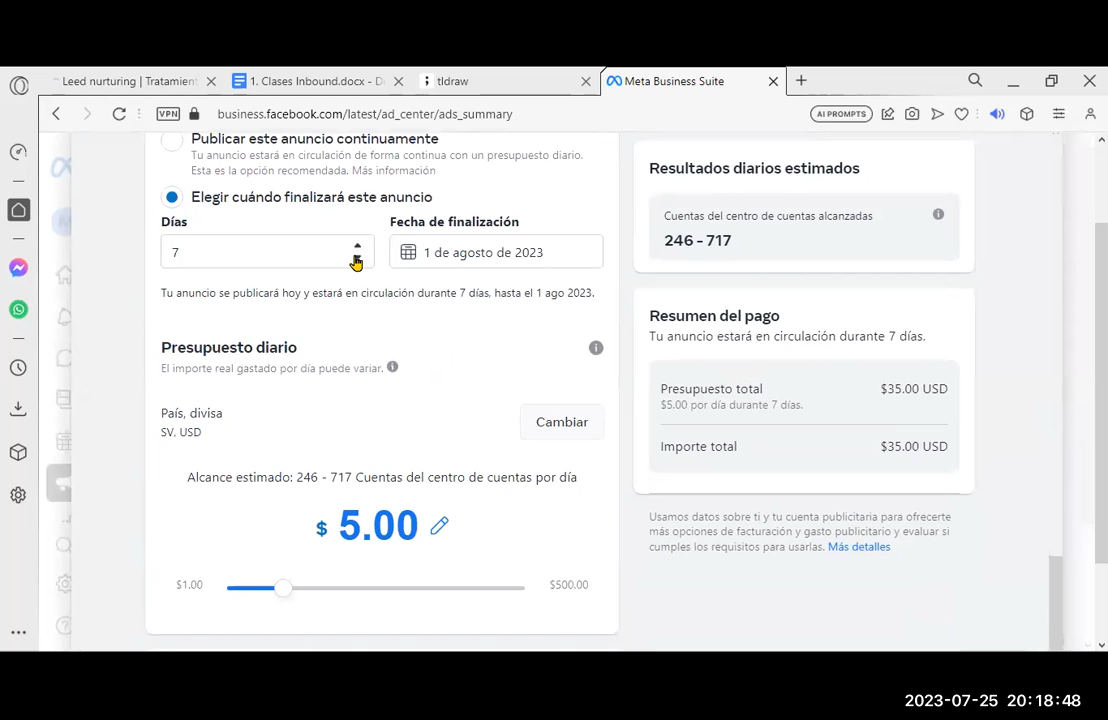 Leed nurturing | Tratamient
1. Clases Inbound.docx - D
tldraw
Meta Business Suite
VPN
business.facebook.com/latest/ad_center/ads_summary
AI PROMPTS
Publicar este anuncio continuamente
Tu anuncio estará en circulación de forma continua con un presupuesto diario.
Esta es la opción recomendada. Más información
Elegir cuándo finalizará este anuncio
Días
Fecha de finalización
7
1 de agosto de 2023
Tu anuncio se publicará hoy y estará en circulación durante 7 días, hasta el 1 ago 2023.
Presupuesto diario
El importe real gastado por día puede variar.
País, divisa
SV, USD
Cambiar
Alcance estimado: 246 - 717 Cuentas del centro de cuentas por día
$ 5.00
$1.00
$500.00
Resultados diarios estimados
Cuentas del centro de cuentas alcanzadas
246 - 717
Resumen del pago
Tu anuncio estará en circulación durante 7 días.
Presupuesto total $35.00 USD
$5.00 por día durante 7 días.
Importe total $35.00 USD
Usamos datos sobre ti y tu cuenta publicitaria para ofrecerte
más opciones de facturación y gasto publicitario y evaluar si
cumples los requisitos para usarlas. Más detalles
2023-07-25 20:18:48